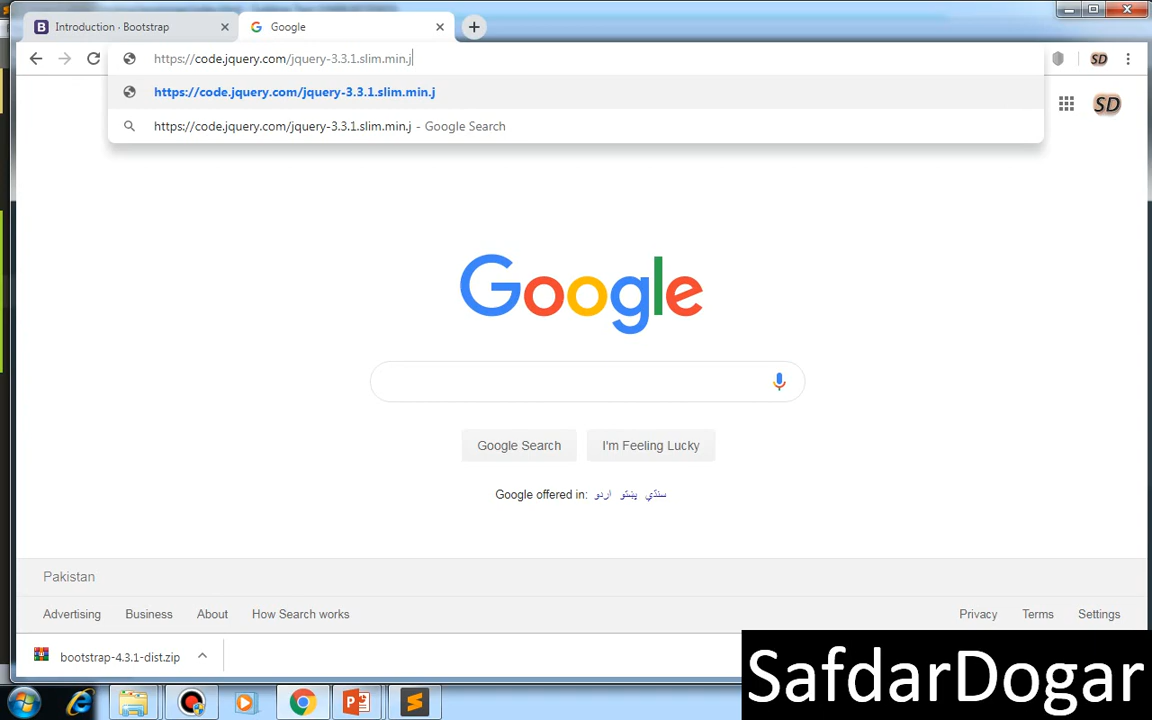 Introduction · Bootstrap
Google
https://code.jquery.com/jquery-3.3.1.slim.min.j
SD
https://code.jquery.com/jquery-3.3.1.slim.min.j
https://code.jquery.com/jquery-3.3.1.slim.min.j - Google Search
SD
Google
Google Search
I'm Feeling Lucky
Google offered in: اردو پښتو سنڌي
Pakistan
Advertising
Business
About
How Search works
Privacy
Terms
Settings
bootstrap-4.3.1-dist.zip
SafdarDogar